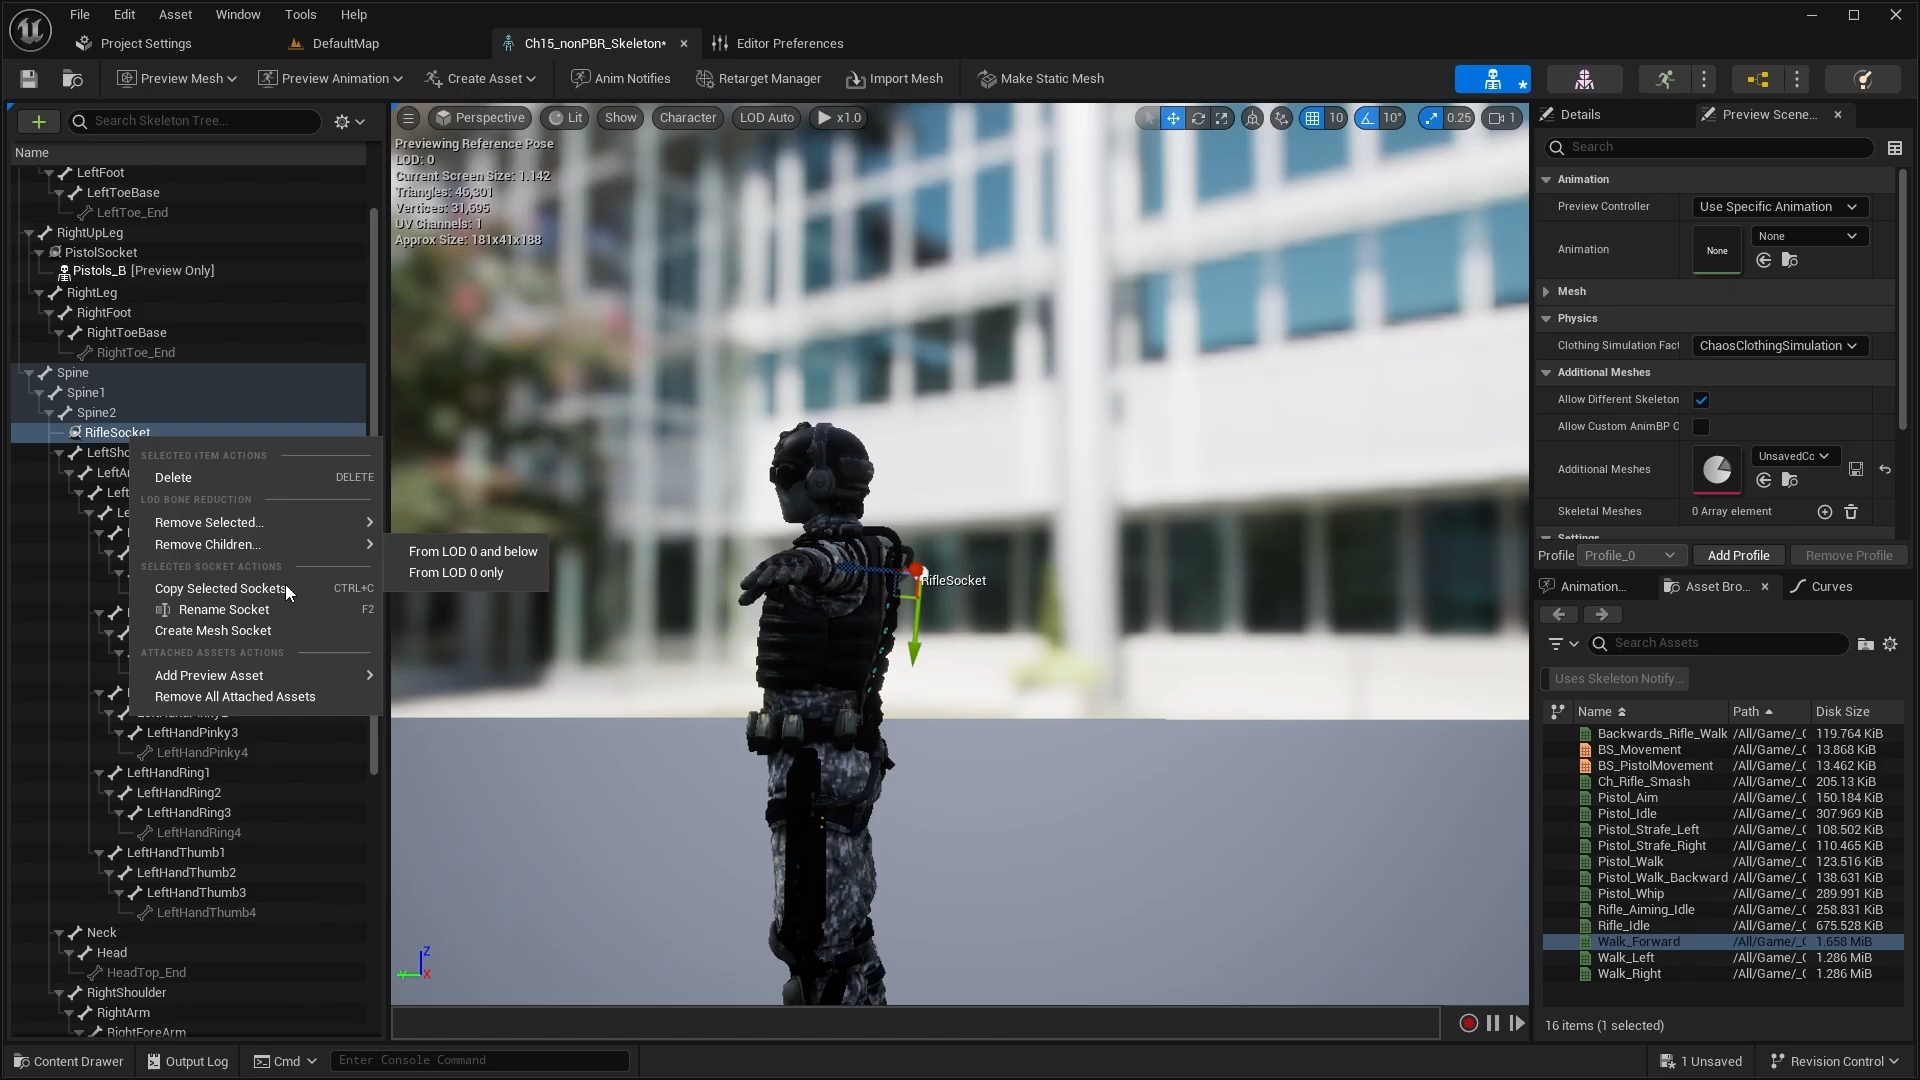 File Edit Asset Window Tools Help
Project Settings DefaultMap Ch15_nonPBR_Skeleton* Editor Preferences
Preview Mesh Preview Animation Create Asset Anim Notifies Retarget Manager Import Mesh Make Static Mesh
Search Skeleton Tree...
Name
LeftFoot
LeftToeBase
LeftToe_End
RightUpLeg
PistolSocket
Pistols_B [Preview Only]
RightLeg
RightFoot
RightToeBase
RightToe_End
Spine
Spine1
Spine2
RifleSocket
LeftSho
LeftA
Left
Le
SELECTED ITEM ACTIONS
Delete DELETE
LOD BONE REDUCTION
Remove Selected...
Remove Children...
SELECTED SOCKET ACTIONS
Copy Selected Sockets CTRL+C
Rename Socket F2
Create Mesh Socket
ATTACHED ASSETS ACTIONS
Add Preview Asset
Remove All Attached Assets
From LOD 0 and below
From LOD 0 only
LeftHandPinky3
LeftHandPinky4
LeftHandRing1
LeftHandRing2
LeftHandRing3
LeftHandRing4
LeftHandThumb1
LeftHandThumb2
LeftHandThumb3
LeftHandThumb4
Neck
Head
HeadTop_End
RightShoulder
RightArm
RightForeArm
Perspective Lit Show Character LOD Auto x1.0 10 10° 0.25 1
Previewing Reference Pose
LOD: 0
Current Screen Size: 1.142
Triangles: 46,301
Vertices: 31,695
UV Channels: 1
Approx Size: 181x41x188
RifleSocket
Z
Y X
Details Preview Scene...
Search
Animation
Preview Controller Use Specific Animation
Animation None None
Mesh
Physics
Clothing Simulation Fact ChaosClothingSimulation
Additional Meshes
Allow Different Skeleton
Allow Custom AnimBP O
Additional Meshes UnsavedCo
Skeletal Meshes 0 Array element
Settings
Profile Profile_0 Add Profile Remove Profile
Animation... Asset Bro... Curves
Search Assets
Uses Skeleton Notify...
Name Path Disk Size
Backwards_Rifle_Walk /All/Game/_( 119.764 KiB
BS_Movement /All/Game/_( 13.868 KiB
BS_PistolMovement /All/Game/_( 13.462 KiB
Ch_Rifle_Smash /All/Game/_( 205.13 KiB
Pistol_Aim /All/Game/_( 150.184 KiB
Pistol_Idle /All/Game/_( 307.969 KiB
Pistol_Strafe_Left /All/Game/_( 108.502 KiB
Pistol_Strafe_Right /All/Game/_( 110.465 KiB
Pistol_Walk /All/Game/_( 123.516 KiB
Pistol_Walk_Backward /All/Game/_( 138.631 KiB
Pistol_Whip /All/Game/_( 289.991 KiB
Rifle_Aiming_Idle /All/Game/_( 258.831 KiB
Rifle_Idle /All/Game/_( 675.528 KiB
Walk_Forward /All/Game/_( 1.658 MiB
Walk_Left /All/Game/_( 1.286 MiB
Walk_Right /All/Game/_( 1.286 MiB
16 items (1 selected)
Content Drawer Output Log Cmd Enter Console Command 1 Unsaved Revision Control